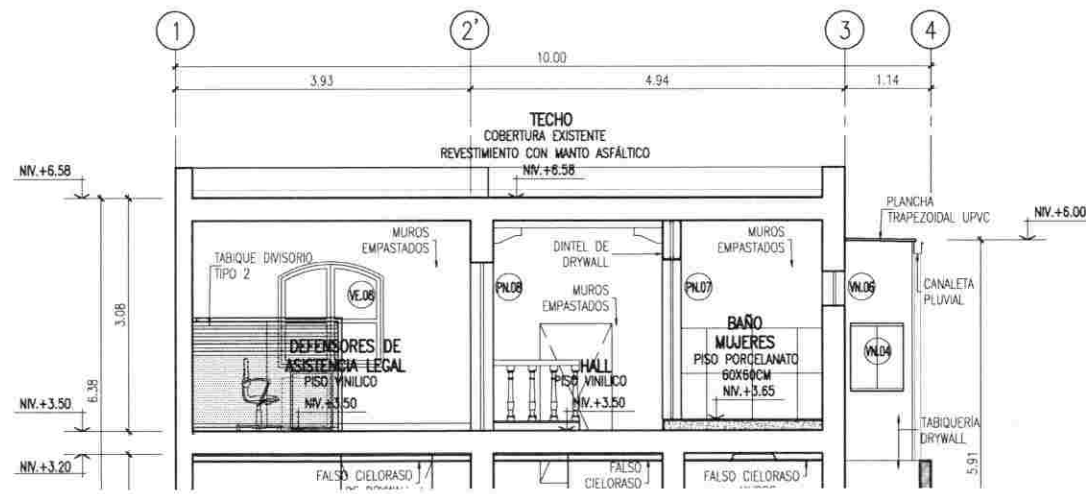 1
2'
3
4
10.00
3.93
4.94
1.14
TECHO
COBERTURA EXISTENTE
REVESTIMIENTO CON MANTO ASFÁLTICO
NIV.+6.58
NIV.+6.58
PLANCHA
TRAPEZOIDAL UPVC
NIV.+6.00
MUROS
EMPASTADOS
DINTEL DE
DRYWALL
MUROS
EMPASTADOS
TABIQUE DIVISORIO
TIPO 2
CANALETA
PLUVIAL
VE.08
PN.08
MUROS
EMPASTADOS
PN.07
VN.06
3.08
BAÑO
MUJERES
PISO PORCELANATO
60X60CM
NIV.+3.65
DEFENSORES DE
ASISTENCIA LEGAL
PISO VINILICO
NIV.+3.50
HALL
PISO VINILICO
NIV.+3.50
VN.04
6.38
NIV.+3.50
TABIQUERÍA
DRYWALL
NIV.+3.20
5.91
FALSO CIELORASO
DE DRYWALL
FALSO
CIELORASO
FALSO CIELORASO